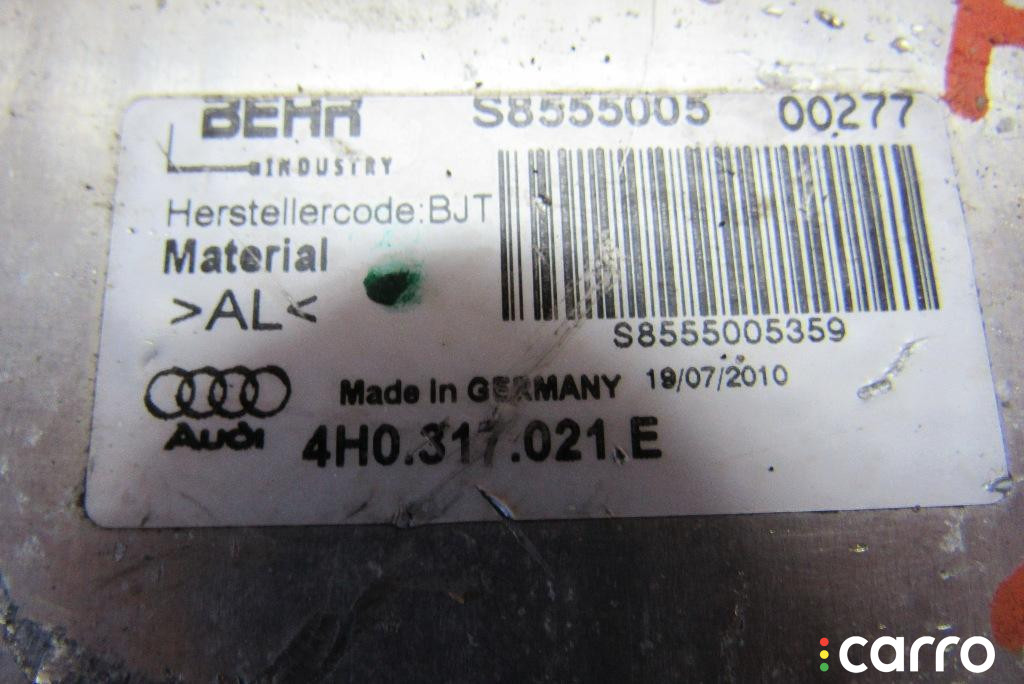 BEHR S8555005 00277
INDUSTRY
Herstellercode:BJT
Material
>AL<
S8555005359
Made in GERMANY 19/07/2010
Audi 4H0.317.021.E
carro